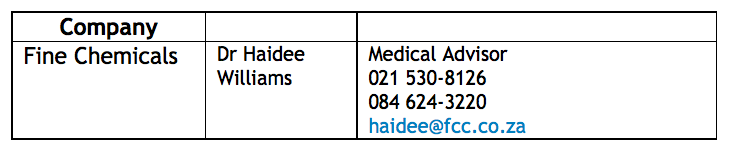 Company
Fine Chemicals
Dr Haidee
Williams
Medical Advisor
021 530-8126
084 624-3220
haidee@fcc.co.za